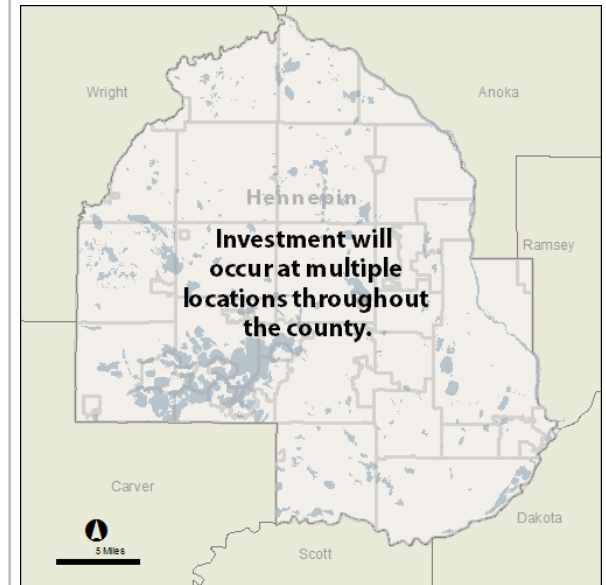 Wright
Anoka
Hennepin
Investment will
occur at multiple
locations throughout
the county.
Ramsey
Carver
5 Miles
Dakota
Scott